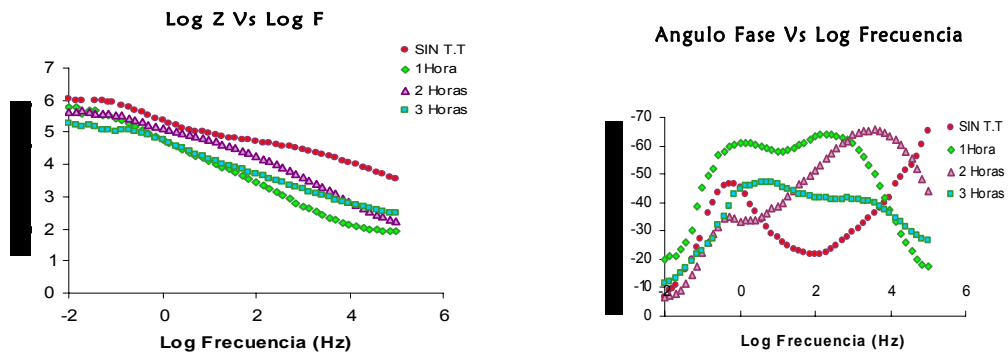 Log Z Vs Log F
SIN T.T
1Hora
2 Horas
3 Horas
7
6
5
4
3
2
1
0
-2 0 2 4 6
Log Frecuencia (Hz)
Angulo Fase Vs Log Frecuencia
SIN T.T
1Hora
2 Horas
3 Horas
-70
-60
-50
-40
-30
-20
-10
0
-2 0 2 4 6
Log Frecuencia (Hz)